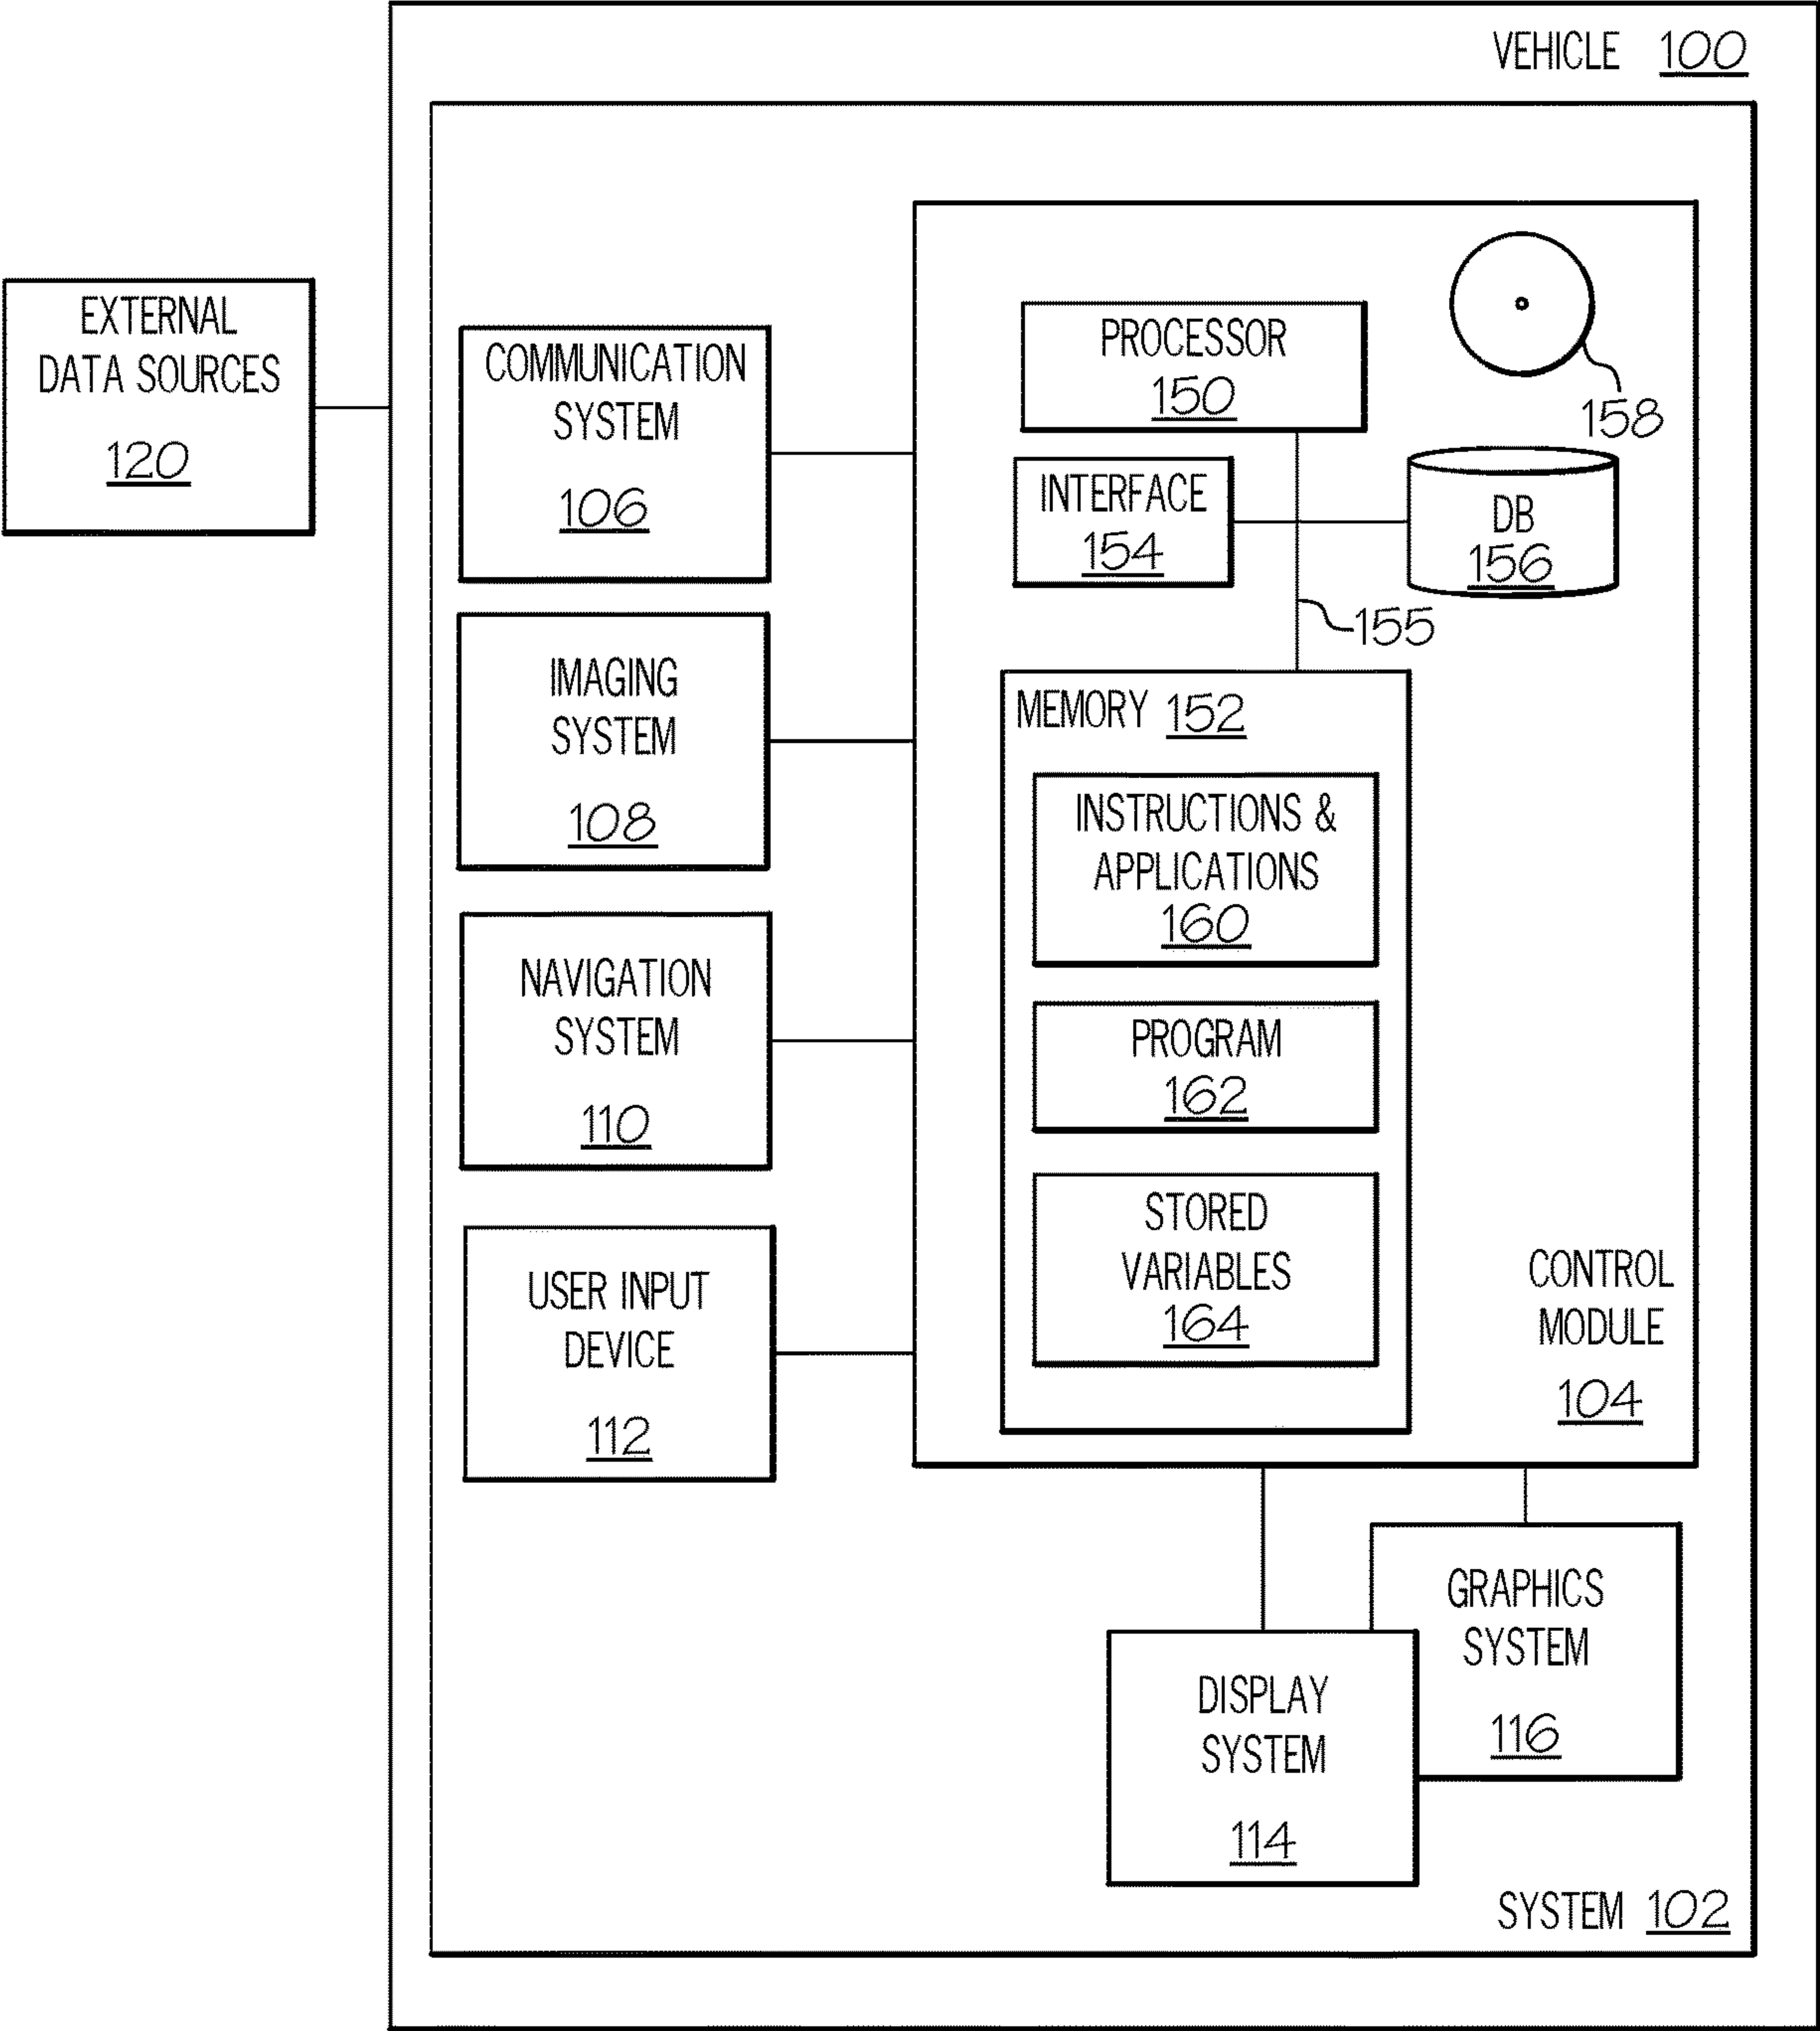 VEHICLE 100
EXTERNAL
DATA SOURCES
120
COMMUNICATION
SYSTEM
106
IMAGING
SYSTEM
108
NAVIGATION
SYSTEM
110
USER INPUT
DEVICE
112
PROCESSOR
150
158
INTERFACE
154
DB
156
155
MEMORY 152
INSTRUCTIONS &
APPLICATIONS
160
PROGRAM
162
STORED
VARIABLES
164
CONTROL
MODULE
104
GRAPHICS
SYSTEM
116
DISPLAY
SYSTEM
114
SYSTEM 102